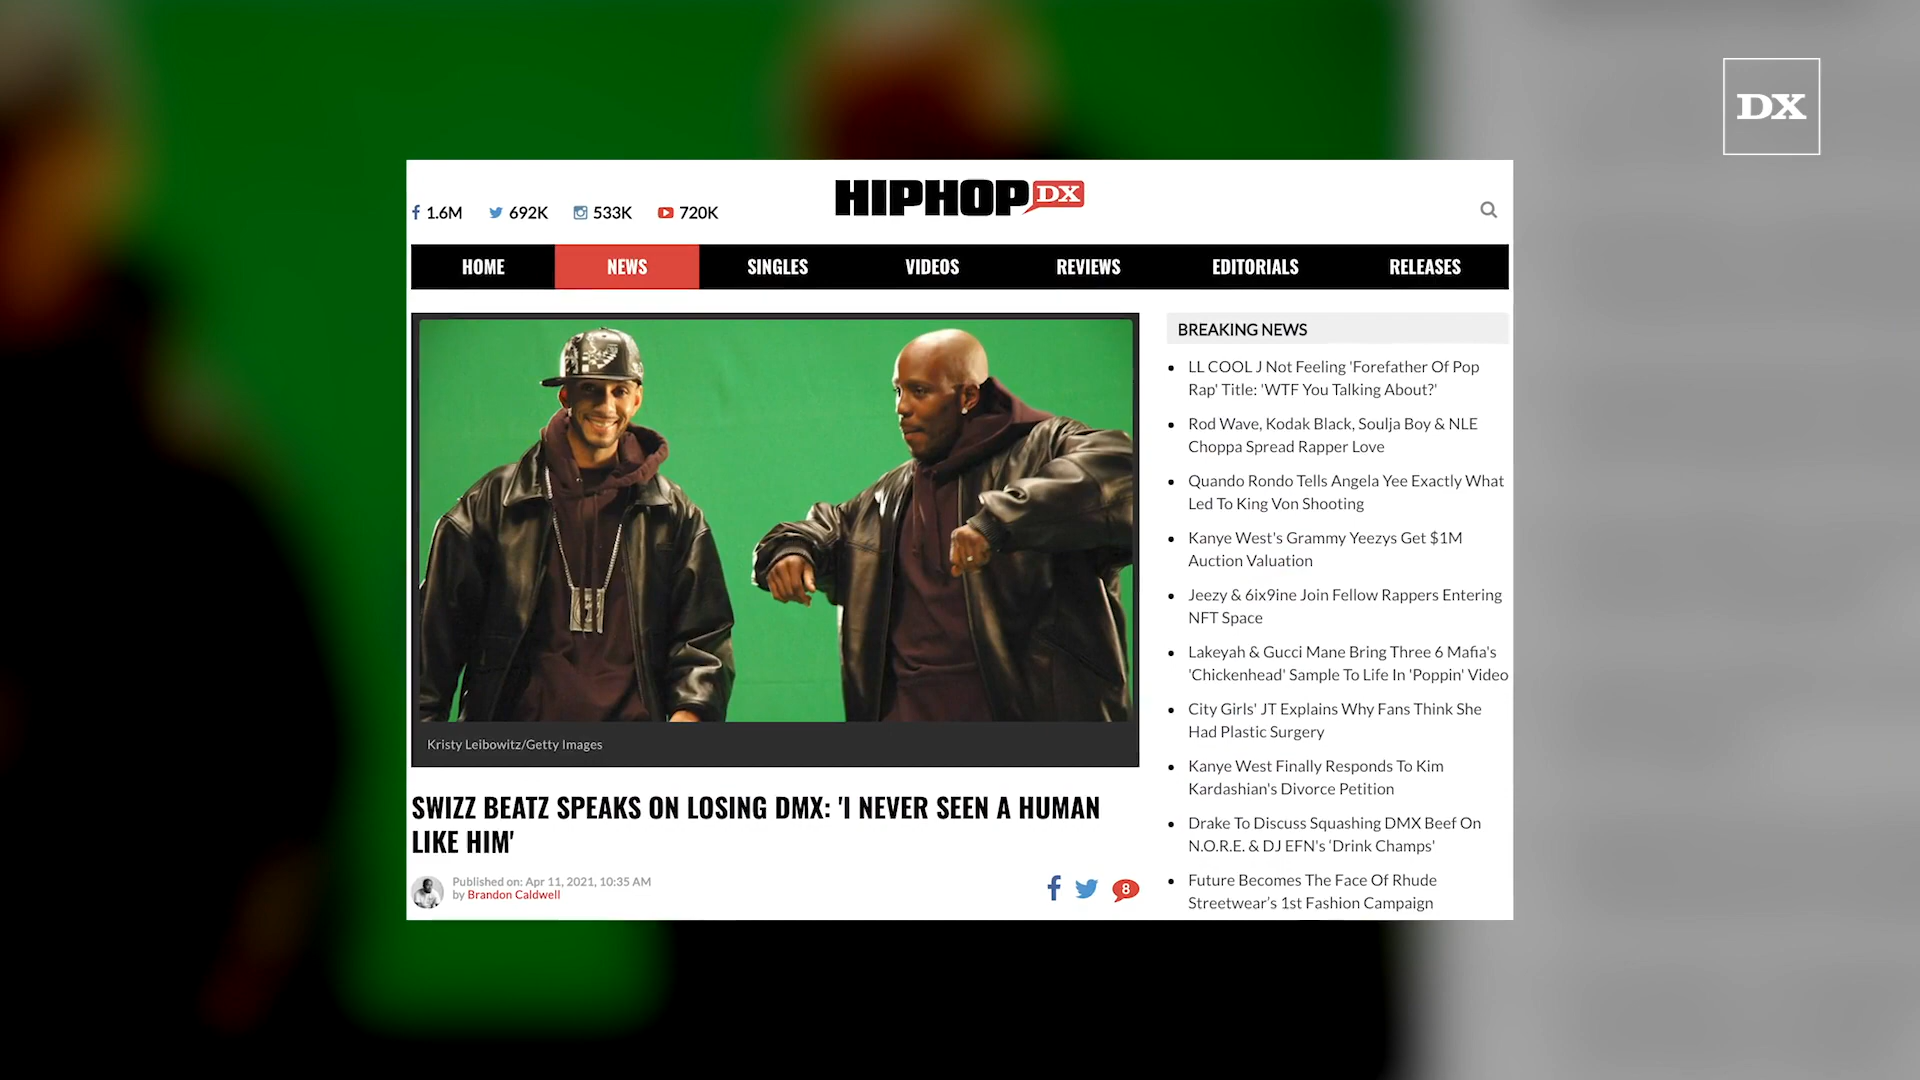 DX
1.6M 692K 533K 720K
HIPHOPDX
HOME NEWS SINGLES VIDEOS REVIEWS EDITORIALS RELEASES
Kristy Leibowitz/Getty Images
SWIZZ BEATZ SPEAKS ON LOSING DMX: 'I NEVER SEEN A HUMAN
LIKE HIM'
Published on: Apr 11, 2021, 10:35 AM
by Brandon Caldwell
8
BREAKING NEWS
LL COOL J Not Feeling 'Forefather Of Pop
Rap' Title: 'WTF You Talking About?'
Rod Wave, Kodak Black, Soulja Boy & NLE
Choppa Spread Rapper Love
Quando Rondo Tells Angela Yee Exactly What
Led To King Von Shooting
Kanye West's Grammy Yeezys Get $1M
Auction Valuation
Jeezy & 6ix9ine Join Fellow Rappers Entering
NFT Space
Lakeyah & Gucci Mane Bring Three 6 Mafia's
'Chickenhead' Sample To Life In 'Poppin' Video
City Girls' JT Explains Why Fans Think She
Had Plastic Surgery
Kanye West Finally Responds To Kim
Kardashian's Divorce Petition
Drake To Discuss Squashing DMX Beef On
N.O.R.E. & DJ EFN's 'Drink Champs'
Future Becomes The Face Of Rhude
Streetwear's 1st Fashion Campaign